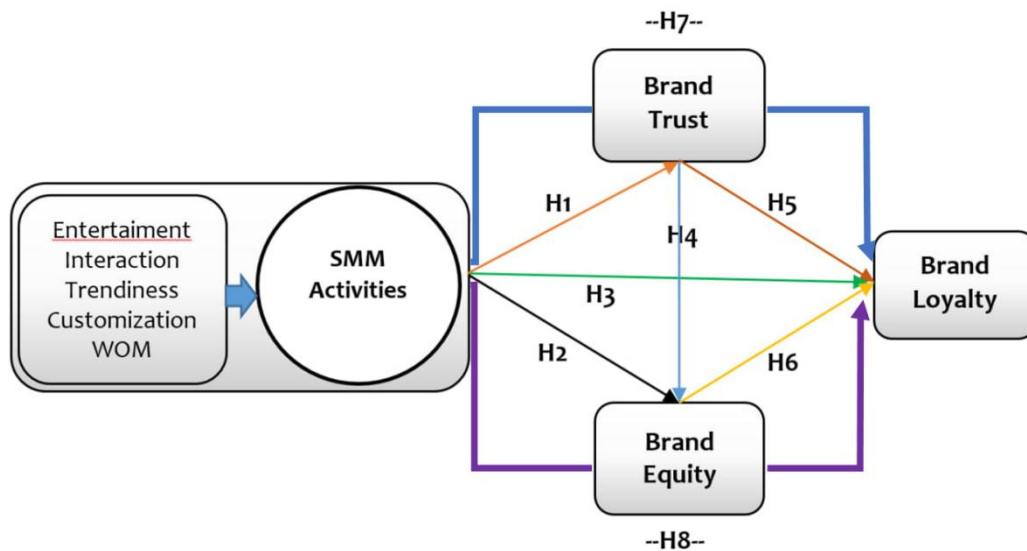 --H7--
Brand
Trust
H1
H5
H4
Entertaiment
Interaction
Trendiness
Customization
WOM
SMM
Activities
H3
Brand
Loyalty
H2
H6
Brand
Equity
--H8--